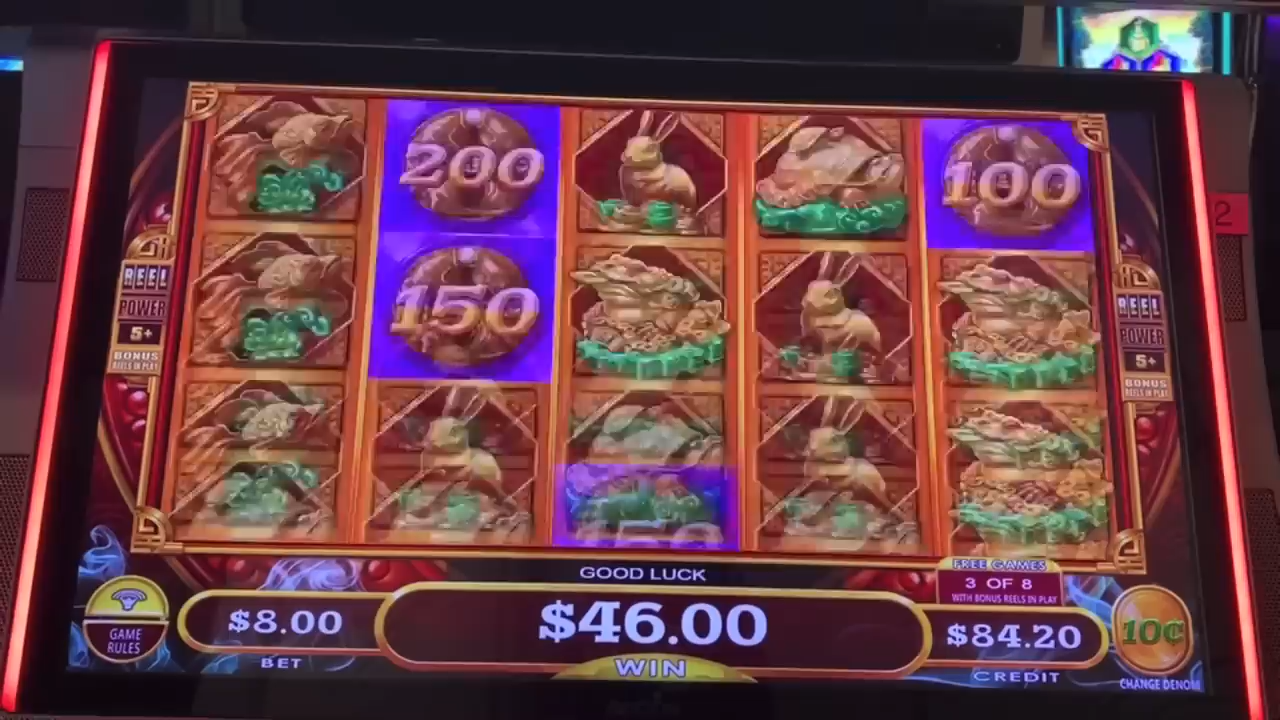 200
100
150
REEL
POWER
5+
BONUS
REELS IN PLAY
REEL
POWER
5+
BONUS
REELS IN PLAY
150
2
GOOD LUCK
FREE GAMES
3 OF 8
WITH BONUS REELS IN PLAY
GAME
RULES
$8.00
BET
$46.00
WIN
$84.20
CREDIT
10¢
CHANGE DENOM